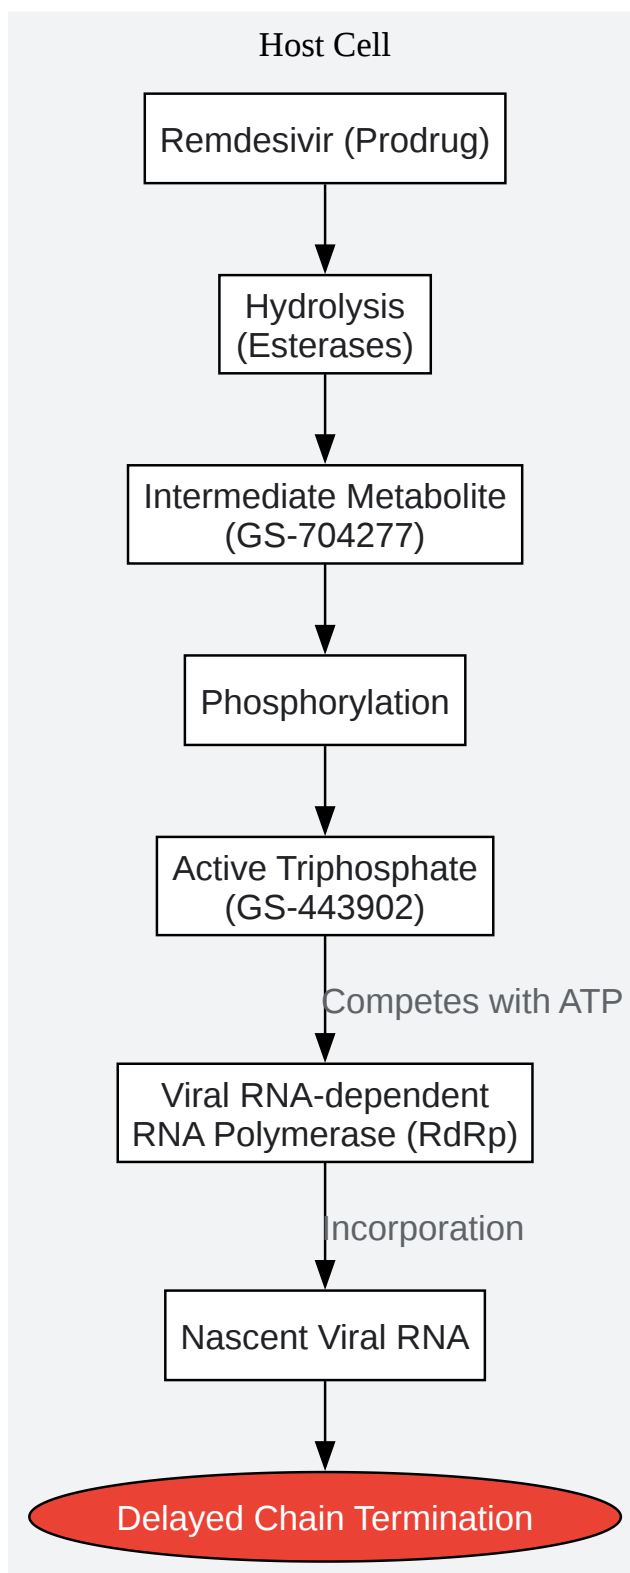 Host Cell
Remdesivir (Prodrug)
Hydrolysis
(Esterases)
Intermediate Metabolite
(GS-704277)
Phosphorylation
Active Triphosphate
(GS-443902)
Competes with ATP
Viral RNA-dependent
RNA Polymerase (RdRp)
Incorporation
Nascent Viral RNA
Delayed Chain Termination